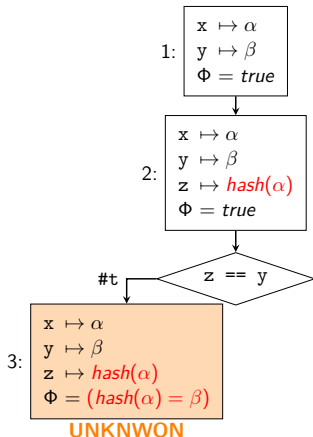 1:
x ↦ α
y ↦ β
Φ = true
2:
x ↦ α
y ↦ β
z ↦ hash(α)
Φ = true
z == y
#t
3:
x ↦ α
y ↦ β
z ↦ hash(α)
Φ = (hash(α) = β)
UNKNWON